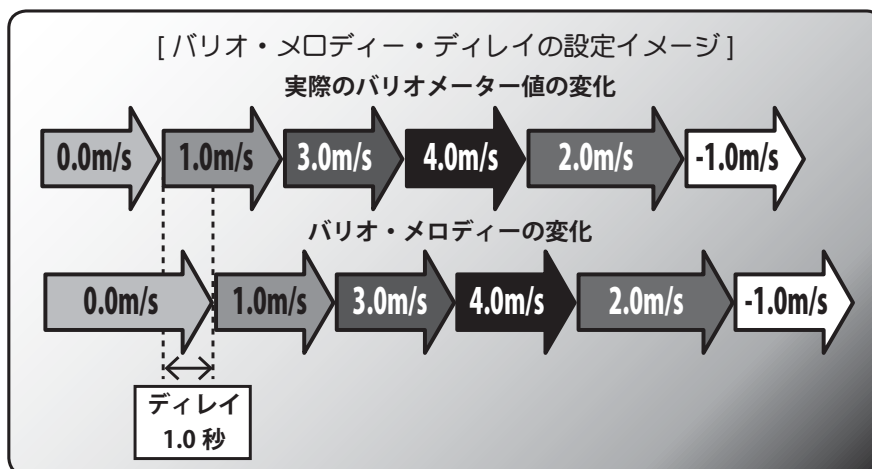 [ バリオ・メロディー・ディレイの設定イメージ ]
実際のバリオメーター値の変化
0.0m/s 1.0m/s 3.0m/s 4.0m/s 2.0m/s -1.0m/s
バリオ・メロディーの変化
0.0m/s 1.0m/s 3.0m/s 4.0m/s 2.0m/s -1.0m/s
ディレイ
1.0 秒